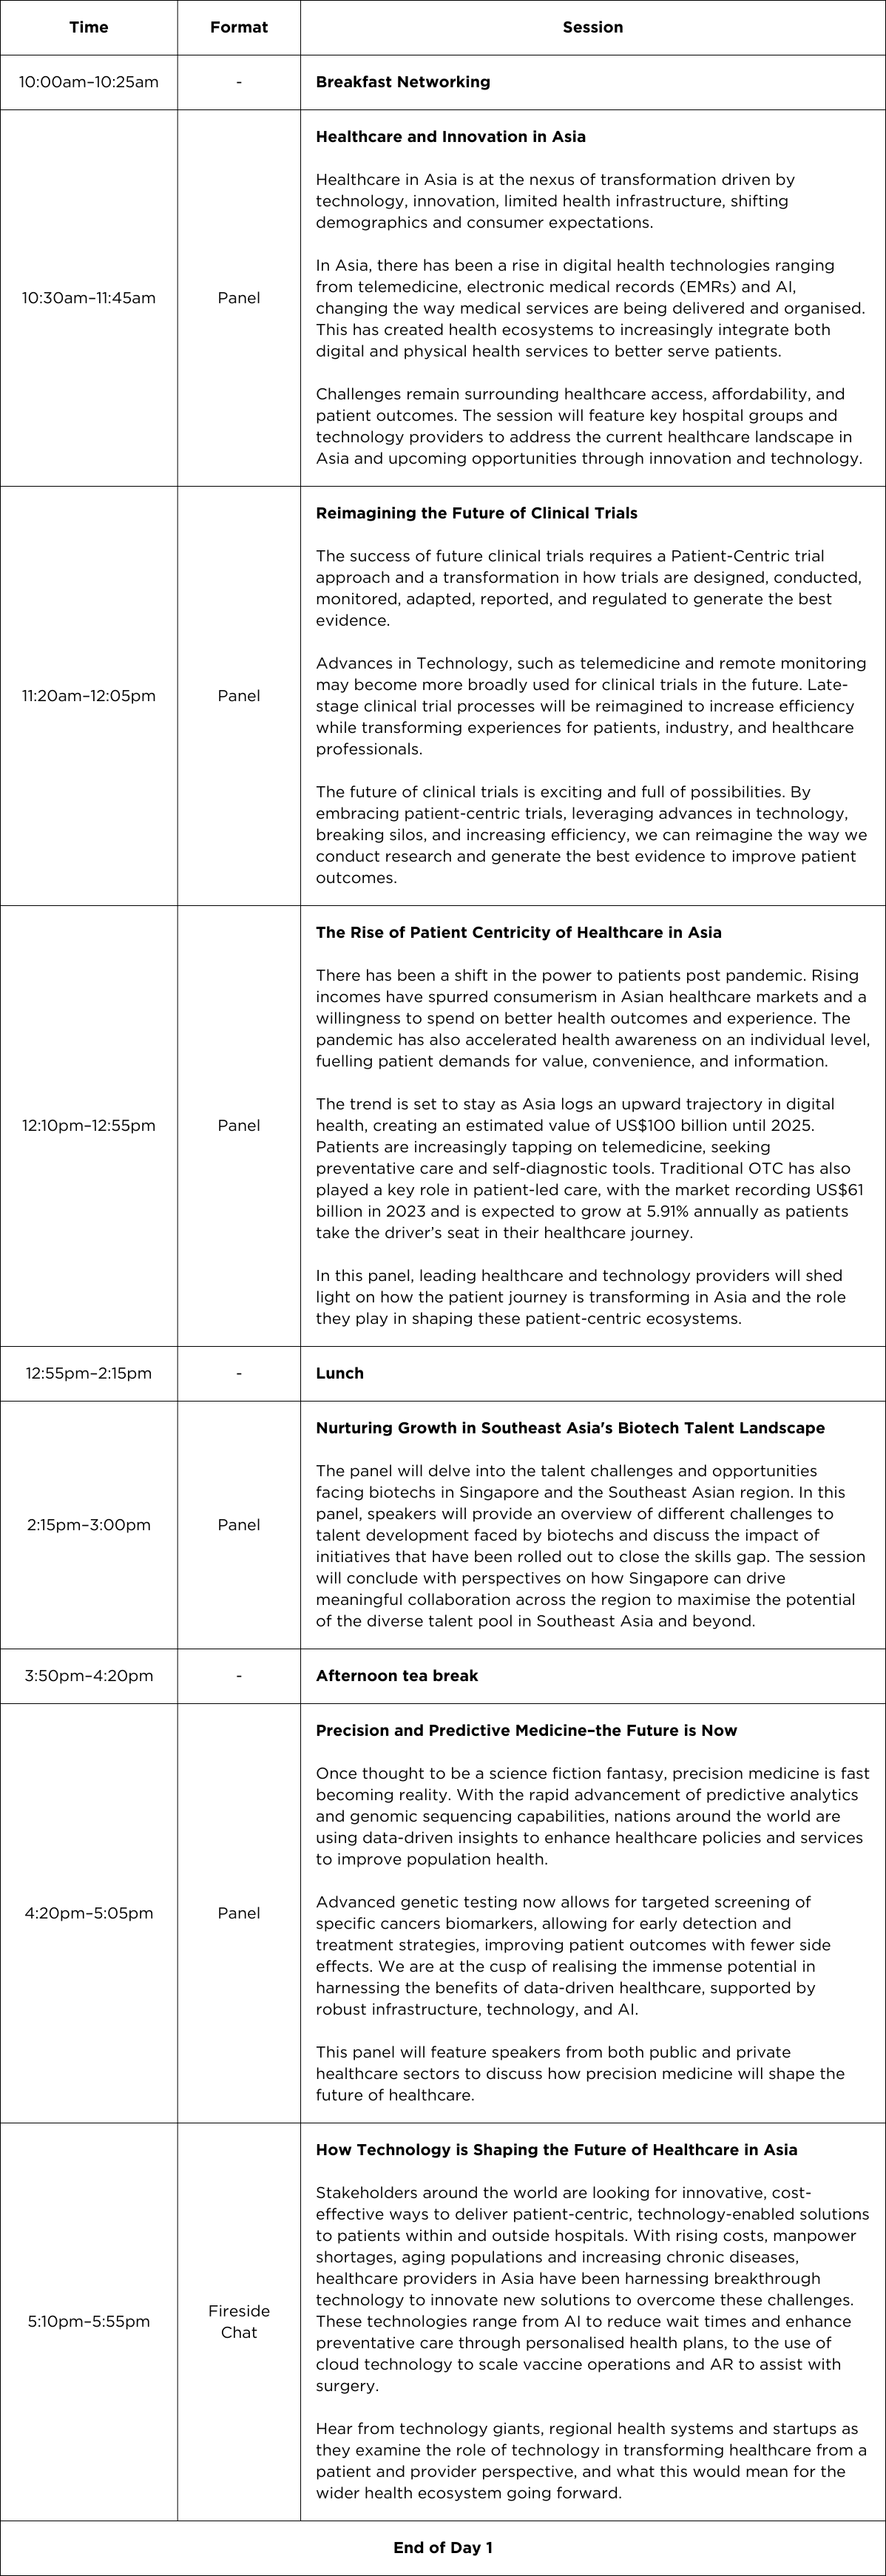 Time Format Session
10:00am–10:25am - Breakfast Networking
Healthcare and Innovation in Asia
Healthcare in Asia is at the nexus of transformation driven by
technology, innovation, limited health infrastructure, shifting
demographics and consumer expectations.
In Asia, there has been a rise in digital health technologies ranging
from telemedicine, electronic medical records (EMRs) and AI,
10:30am–11:45am Panel changing the way medical services are being delivered and organised.
This has created health ecosystems to increasingly integrate both
digital and physical health services to better serve patients.
Challenges remain surrounding healthcare access, affordability, and
patient outcomes. The session will feature key hospital groups and
technology providers to address the current healthcare landscape in
Asia and upcoming opportunities through innovation and technology.
Reimagining the Future of Clinical Trials
The success of future clinical trials requires a Patient-Centric trial
approach and a transformation in how trials are designed, conducted,
monitored, adapted, reported, and regulated to generate the best
evidence.
Advances in Technology, such as telemedicine and remote monitoring
11:20am–12:05pm Panel may become more broadly used for clinical trials in the future. Late-
stage clinical trial processes will be reimagined to increase efficiency
while transforming experiences for patients, industry, and healthcare
professionals.
The future of clinical trials is exciting and full of possibilities. By
embracing patient-centric trials, leveraging advances in technology,
breaking silos, and increasing efficiency, we can reimagine the way we
conduct research and generate the best evidence to improve patient
outcomes.
The Rise of Patient Centricity of Healthcare in Asia
There has been a shift in the power to patients post pandemic. Rising
incomes have spurred consumerism in Asian healthcare markets and a
willingness to spend on better health outcomes and experience. The
pandemic has also accelerated health awareness on an individual level,
fuelling patient demands for value, convenience, and information.
The trend is set to stay as Asia logs an upward trajectory in digital
12:10pm–12:55pm Panel health, creating an estimated value of US$100 billion until 2025.
Patients are increasingly tapping on telemedicine, seeking
preventative care and self-diagnostic tools. Traditional OTC has also
played a key role in patient-led care, with the market recording US$61
billion in 2023 and is expected to grow at 5.91% annually as patients
take the driver’s seat in their healthcare journey.
In this panel, leading healthcare and technology providers will shed
light on how the patient journey is transforming in Asia and the role
they play in shaping these patient-centric ecosystems.
12:55pm–2:15pm - Lunch
Nurturing Growth in Southeast Asia's Biotech Talent Landscape
The panel will delve into the talent challenges and opportunities
facing biotechs in Singapore and the Southeast Asian region. In this
panel, speakers will provide an overview of different challenges to
2:15pm–3:00pm Panel talent development faced by biotechs and discuss the impact of
initiatives that have been rolled out to close the skills gap. The session
will conclude with perspectives on how Singapore can drive
meaningful collaboration across the region to maximise the potential
of the diverse talent pool in Southeast Asia and beyond.
3:50pm–4:20pm - Afternoon tea break
Precision and Predictive Medicine–the Future is Now
Once thought to be a science fiction fantasy, precision medicine is fast
becoming reality. With the rapid advancement of predictive analytics
and genomic sequencing capabilities, nations around the world are
using data-driven insights to enhance healthcare policies and services
to improve population health.
4:20pm–5:05pm Panel Advanced genetic testing now allows for targeted screening of
specific cancers biomarkers, allowing for early detection and
treatment strategies, improving patient outcomes with fewer side
effects. We are at the cusp of realising the immense potential in
harnessing the benefits of data-driven healthcare, supported by
robust infrastructure, technology, and AI.
This panel will feature speakers from both public and private
healthcare sectors to discuss how precision medicine will shape the
future of healthcare.
How Technology is Shaping the Future of Healthcare in Asia
Stakeholders around the world are looking for innovative, cost-
effective ways to deliver patient-centric, technology-enabled solutions
to patients within and outside hospitals. With rising costs, manpower
shortages, aging populations and increasing chronic diseases,
healthcare providers in Asia have been harnessing breakthrough
technology to innovate new solutions to overcome these challenges.
5:10pm–5:55pm Fireside Chat These technologies range from AI to reduce wait times and enhance
preventative care through personalised health plans, to the use of
cloud technology to scale vaccine operations and AR to assist with
surgery.
Hear from technology giants, regional health systems and startups as
they examine the role of technology in transforming healthcare from a
patient and provider perspective, and what this would mean for the
wider health ecosystem going forward.
End of Day 1